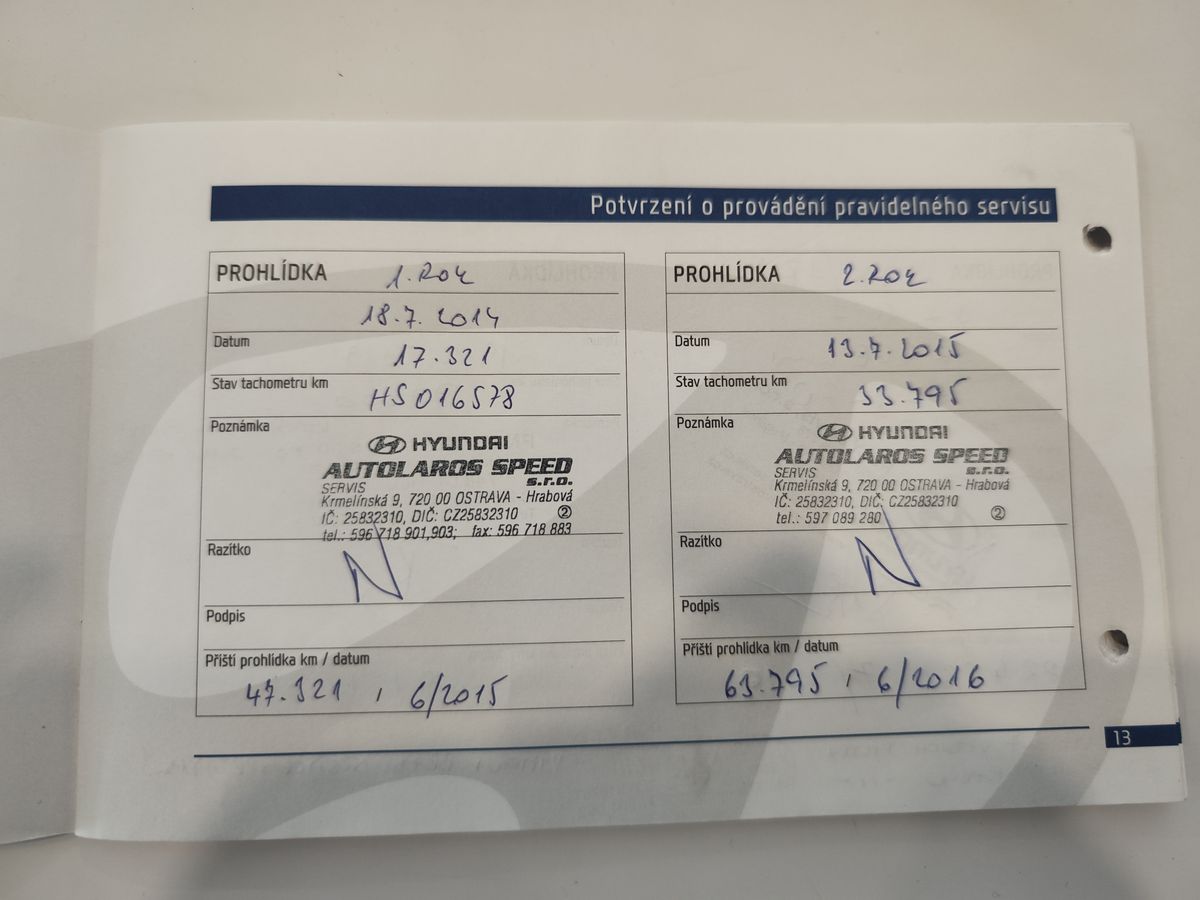 Potvrzení o provádění pravidelného servisu
PROHLÍDKA 1. ROK
18.7. 2014
Datum
17.321
Stav tachometru km
HS016578
Poznámka
HYUNDAI
AUTOLAROS SPEED
s.r.o.
SERVIS
Krmelínská 9, 720 00 OSTRAVA - Hrabová
IČ: 25832310, DIČ: CZ25832310 ②
tel.: 596 718 901,903; fax: 596 718 883
Razítko
Podpis
Příští prohlídka km / datum
47.321 , 6/2015
PROHLÍDKA 2. ROK
Datum
13.7.2015
Stav tachometru km
33.795
Poznámka
HYUNDAI
AUTOLAROS SPEED
s.r.o.
SERVIS
Krmelínská 9, 720 00 OSTRAVA - Hrabová
IČ: 25832310, DIČ: CZ25832310
tel.: 597 089 280 ②
Razítko
Podpis
Příští prohlídka km / datum
63.795 , 6/2016
13